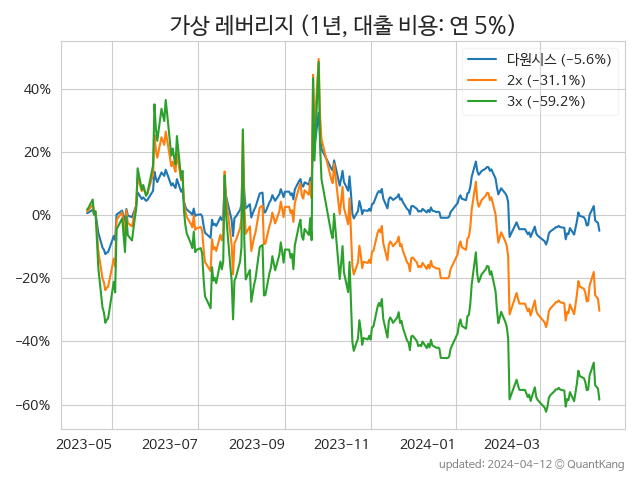 가상 레버리지 (1년, 대출 비용: 연 5%)
다원시스 (−5.6%)
2x (−31.1%)
3x (−59.2%)
40%
20%
0%
−20%
−40%
−60%
2023-05 2023-07 2023-09 2023-11 2024-01 2024-03
updated: 2024-04-12 © QuantKang